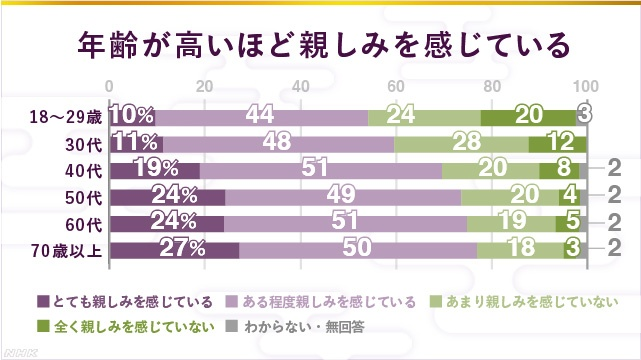 年齢が高いほど親しみを感じている
0 20 40 60 80 100
18〜29歳 10% 44 24 20 3
30代 11% 48 28 12
40代 19% 51 20 8 2
50代 24% 49 20 4 2
60代 24% 51 19 5 2
70歳以上 27% 50 18 3 2
とても親しみを感じている ある程度親しみを感じている あまり親しみを感じていない
全く親しみを感じていない わからない・無回答
NHK